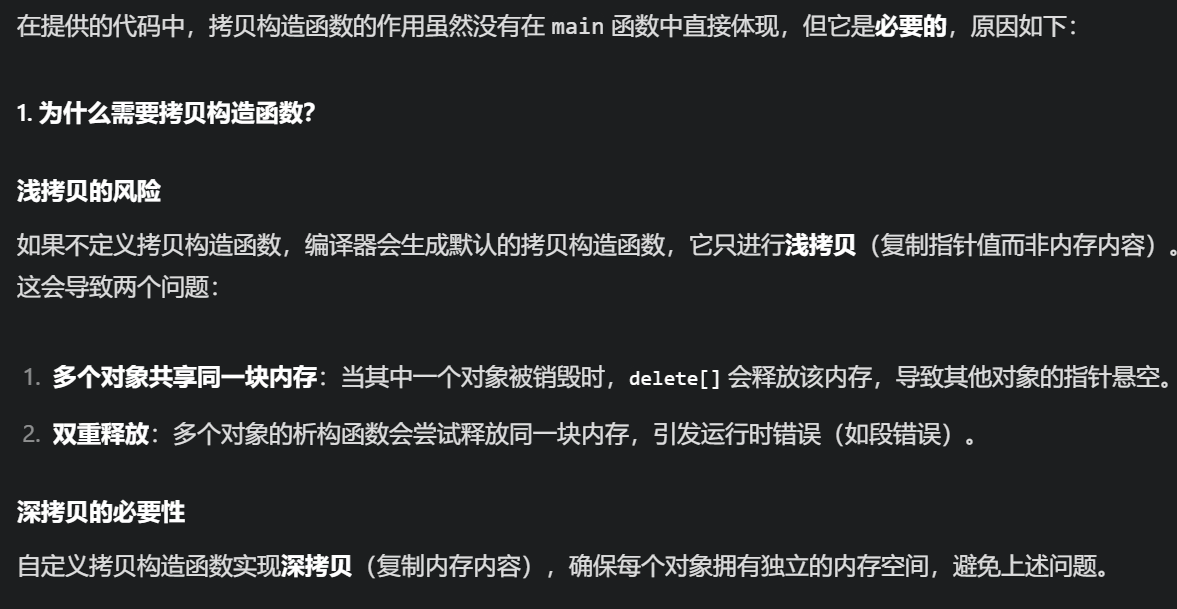 在提供的代码中，拷贝构造函数的作用虽然没有在 main 函数中直接体现，但它是必要的，原因如下：
1. 为什么需要拷贝构造函数？
浅拷贝的风险
如果不定义拷贝构造函数，编译器会生成默认的拷贝构造函数，它只进行浅拷贝（复制指针值而非内存内容）。
这会导致两个问题：
1. 多个对象共享同一块内存：当其中一个对象被销毁时，delete[] 会释放该内存，导致其他对象的指针悬空。
2. 双重释放：多个对象的析构函数会尝试释放同一块内存，引发运行时错误（如段错误）。
深拷贝的必要性
自定义拷贝构造函数实现深拷贝（复制内存内容），确保每个对象拥有独立的内存空间，避免上述问题。